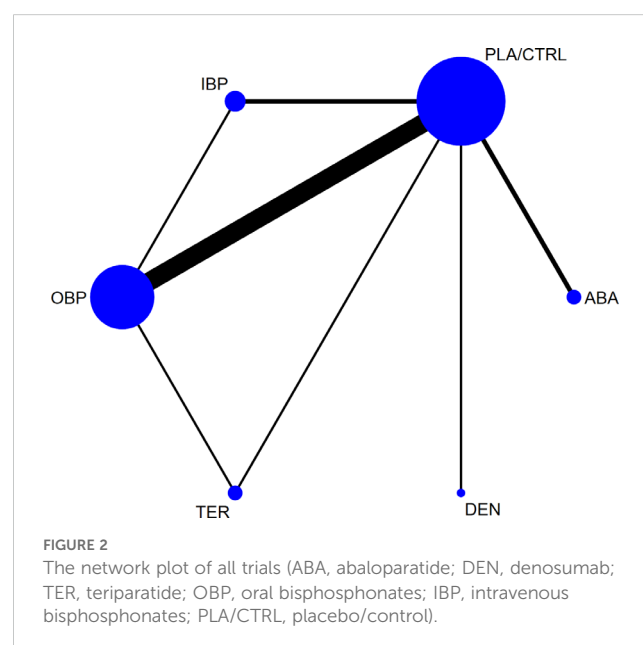 PLA/CTRL
IBP
OBP
ABA
TER
DEN
FIGURE 2
The network plot of all trials (ABA, abaloparatide; DEN, denosumab;
TER, teriparatide; OBP, oral bisphosphonates; IBP, intravenous
bisphosphonates; PLA/CTRL, placebo/control).